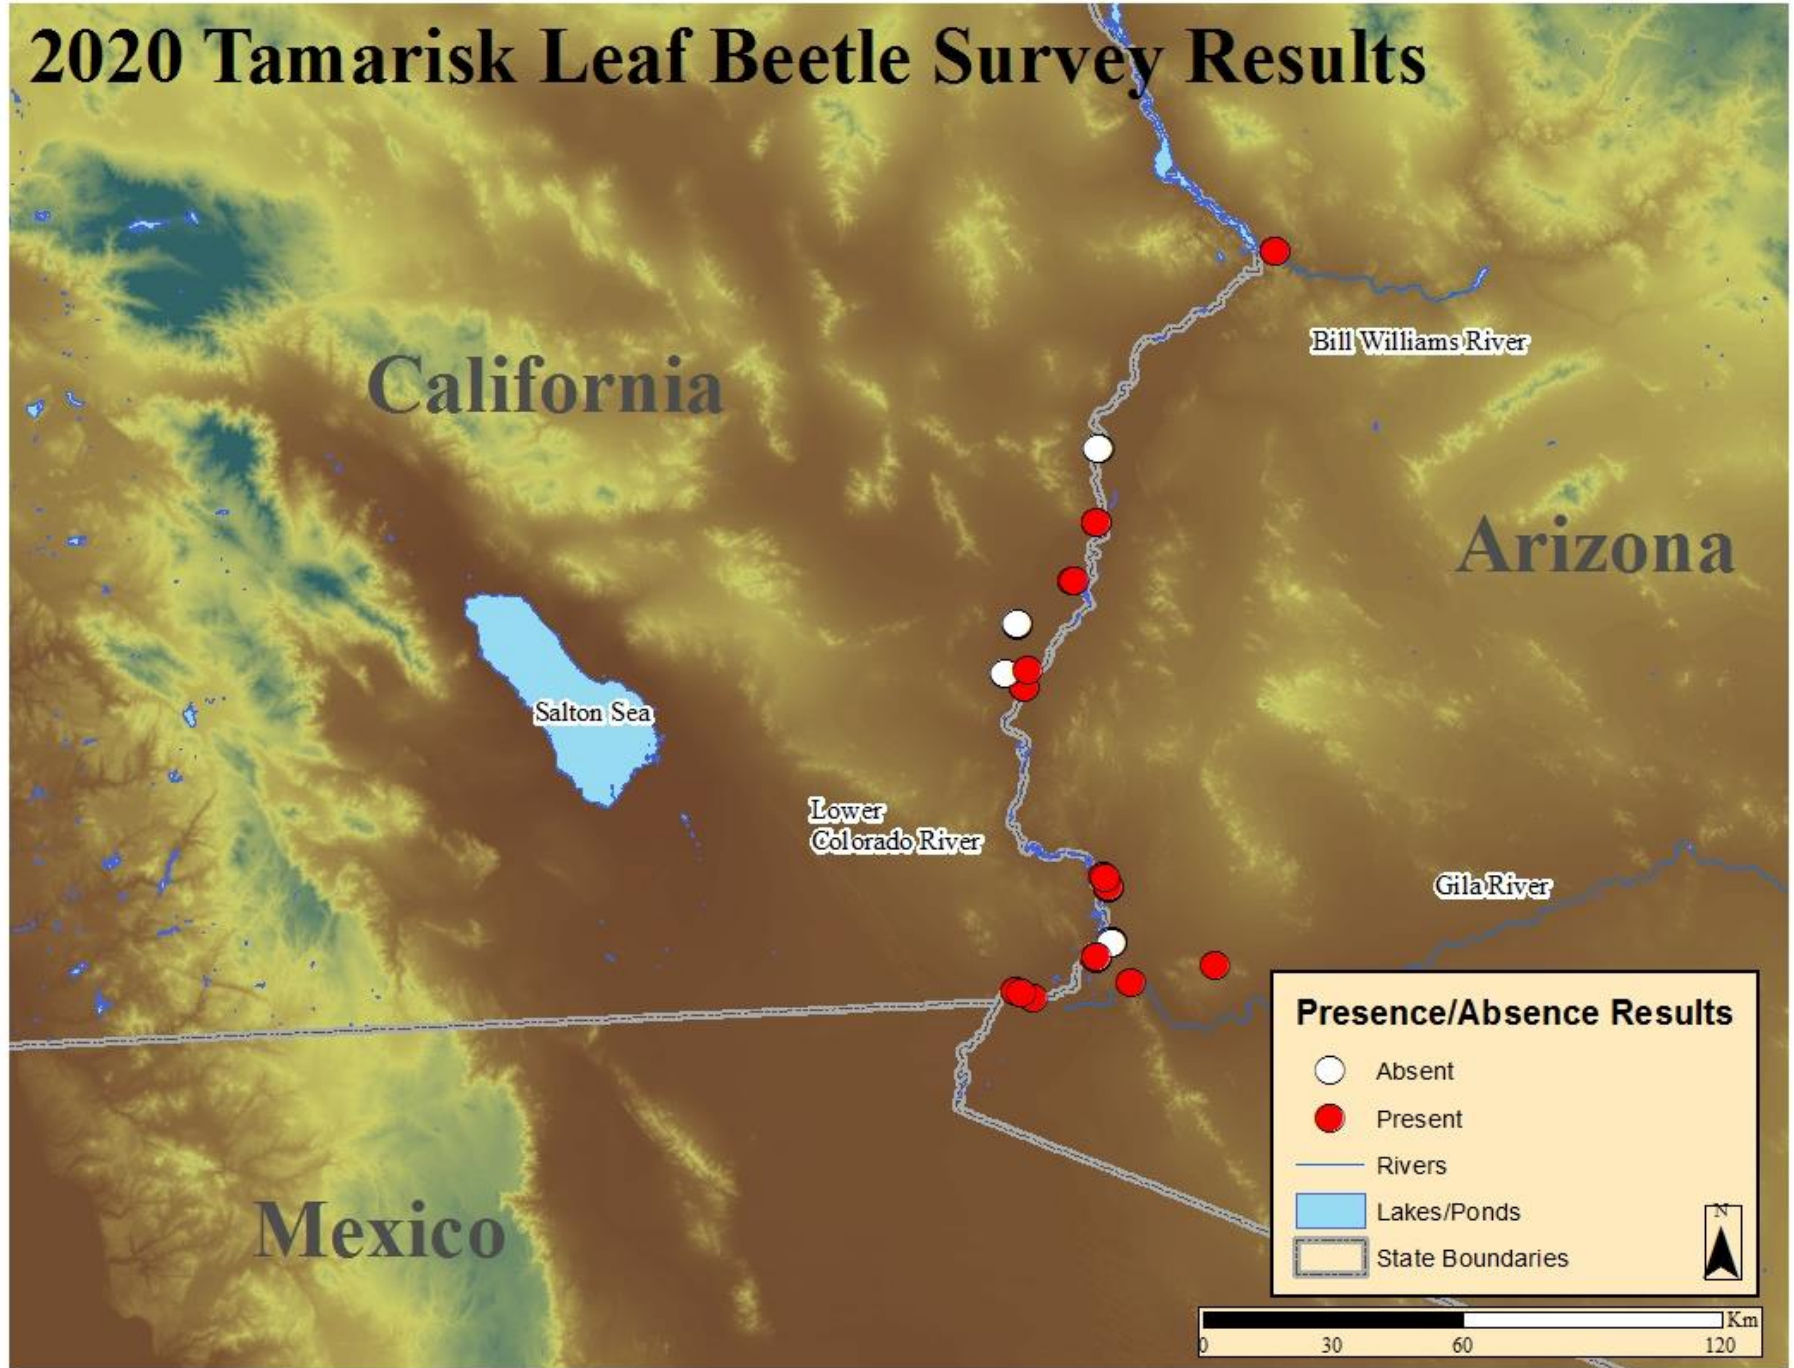 2020 Tamarisk Leaf Beetle Survey Results
Bill Williams River
California
Arizona
Salton Sea
Lower
Colorado River
Gila River
Presence/Absence Results
Absent
Present
Rivers
Lakes/Ponds
State Boundaries
N
Mexico
Km
0 30 60 120